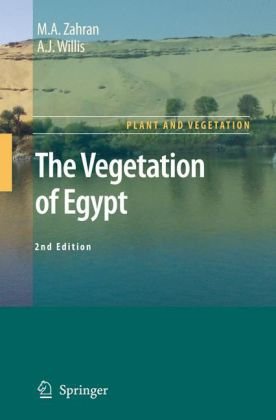 M.A. Zahran
A.J. Willis
PLANT AND VEGETATION
The Vegetation
of Egypt
2nd Edition
Springer